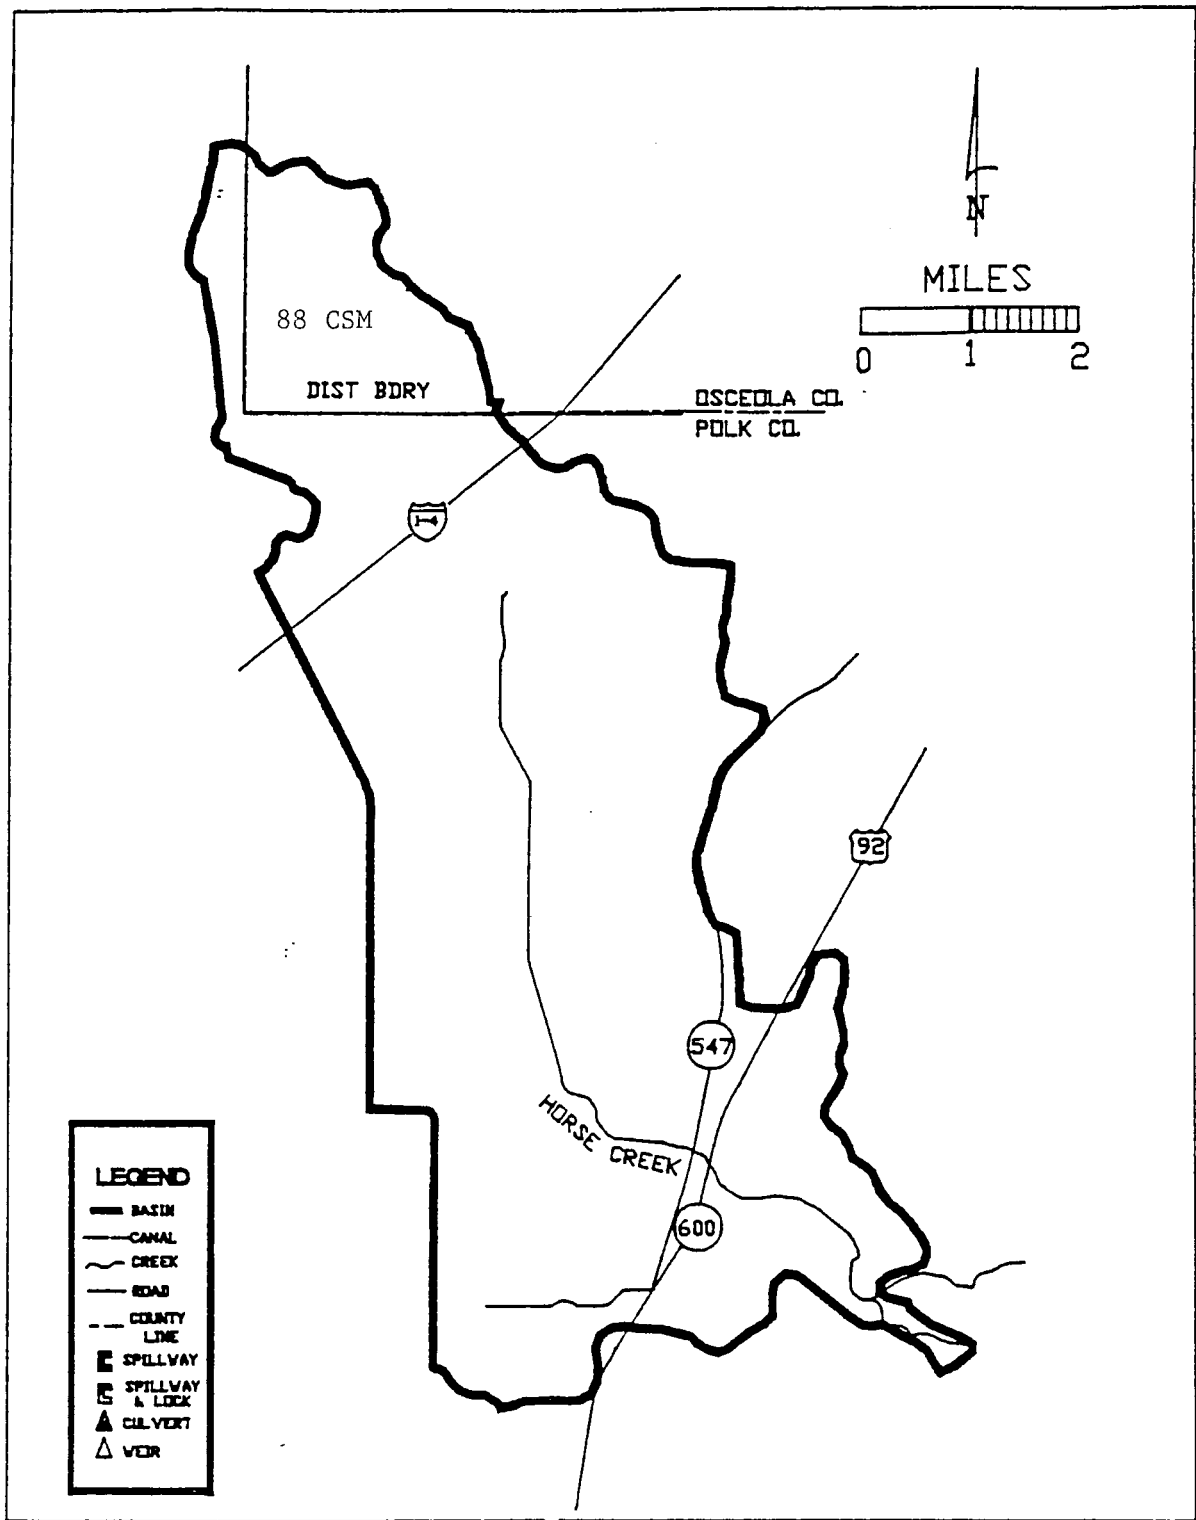 N
MILES
0 1 2
88 CSM
DIST BDRY
OSCEOLA CO.
POLK CO.
I-4
92
547
HORSE CREEK
600
LEGEND
BASIN
CANAL
CREEK
ROAD
COUNTY
LINE
SPILLWAY
SPILLWAY
& LOCK
CULVERT
WEIR